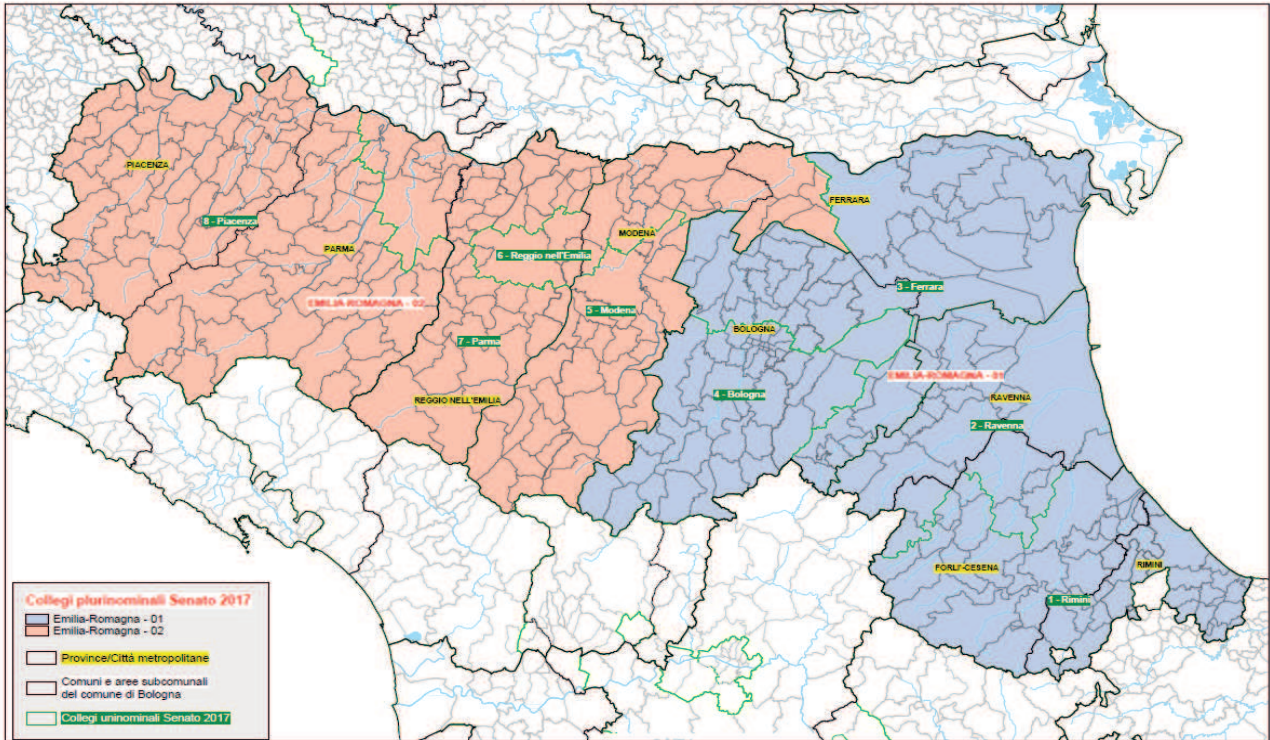 PIACENZA
8 - Piacenza
PARMA
EMILIA-ROMAGNA - 02
6 - Reggio nell'Emilia
MODENA
5 - Modena
7 - Parma
REGGIO NELL'EMILIA
FERRARA
3 - Ferrara
BOLOGNA
4 - Bologna
EMILIA-ROMAGNA - 01
RAVENNA
2 - Ravenna
FORLI'-CESENA
RIMINI
1 - Rimini
Collegi plurinominali Senato 2017
Emilia-Romagna - 01
Emilia-Romagna - 02
Province/Città metropolitane
Comuni e aree subcomunali
del comune di Bologna
Collegi uninominali Senato 2017